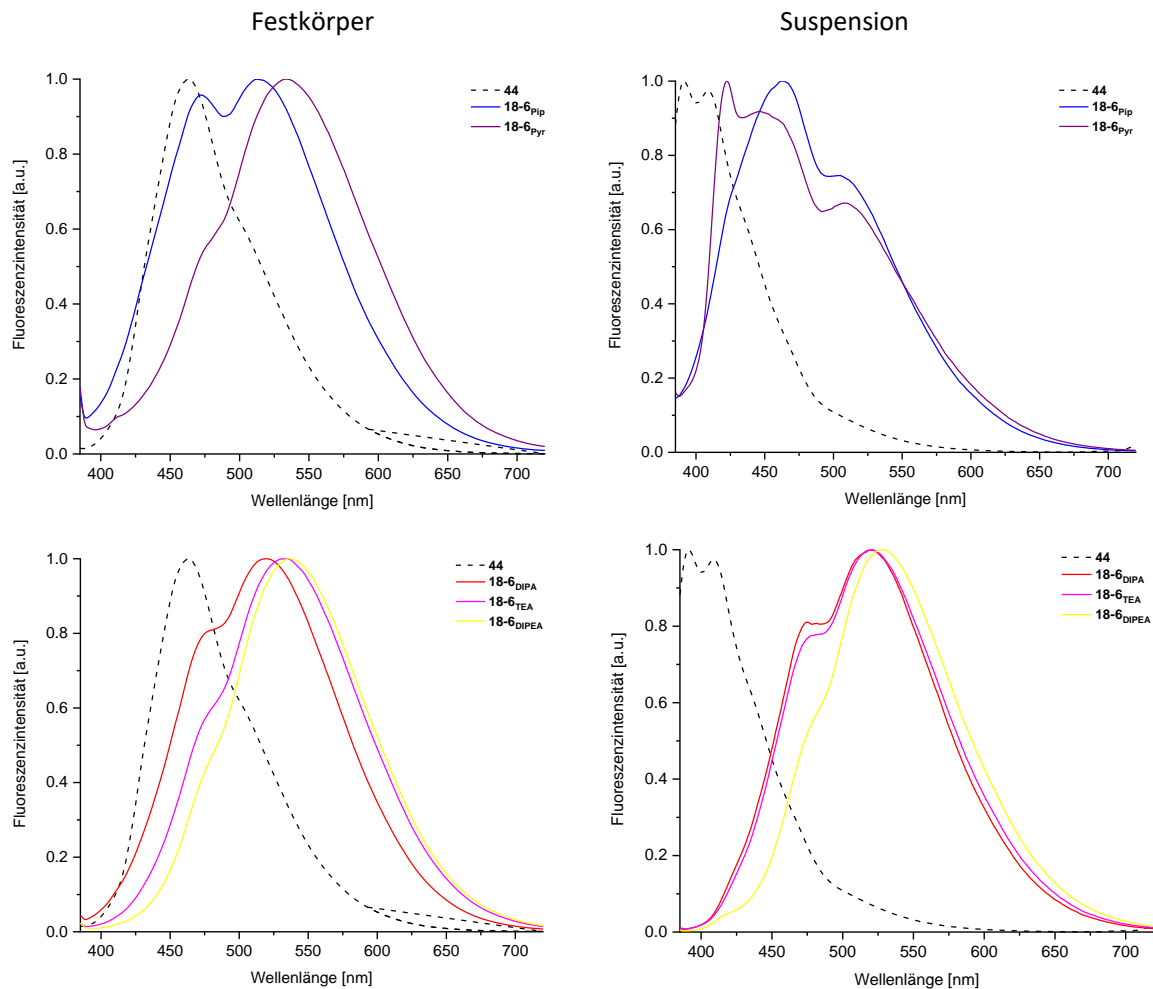 Festkörper
Suspension
1.0
0.8
0.6
0.4
0.2
0.0
Fluoreszenzintensität [a.u.]
400 450 500 550 600 650 700
Wellenlänge [nm]
44
18-6Pip
18-6Pyr
1.0
0.8
0.6
0.4
0.2
0.0
Fluoreszenzintensität [a.u.]
400 450 500 550 600 650 700
Wellenlänge [nm]
44
18-6Pip
18-6Pyr
1.0
0.8
0.6
0.4
0.2
0.0
Fluoreszenzintensität [a.u.]
400 450 500 550 600 650 700
Wellenlänge [nm]
44
18-6DIPA
18-6TEA
18-6DIPEA
1.0
0.8
0.6
0.4
0.2
0.0
Fluoreszenzintensität [a.u.]
400 450 500 550 600 650 700
Wellenlänge [nm]
44
18-6DIPA
18-6TEA
18-6DIPEA